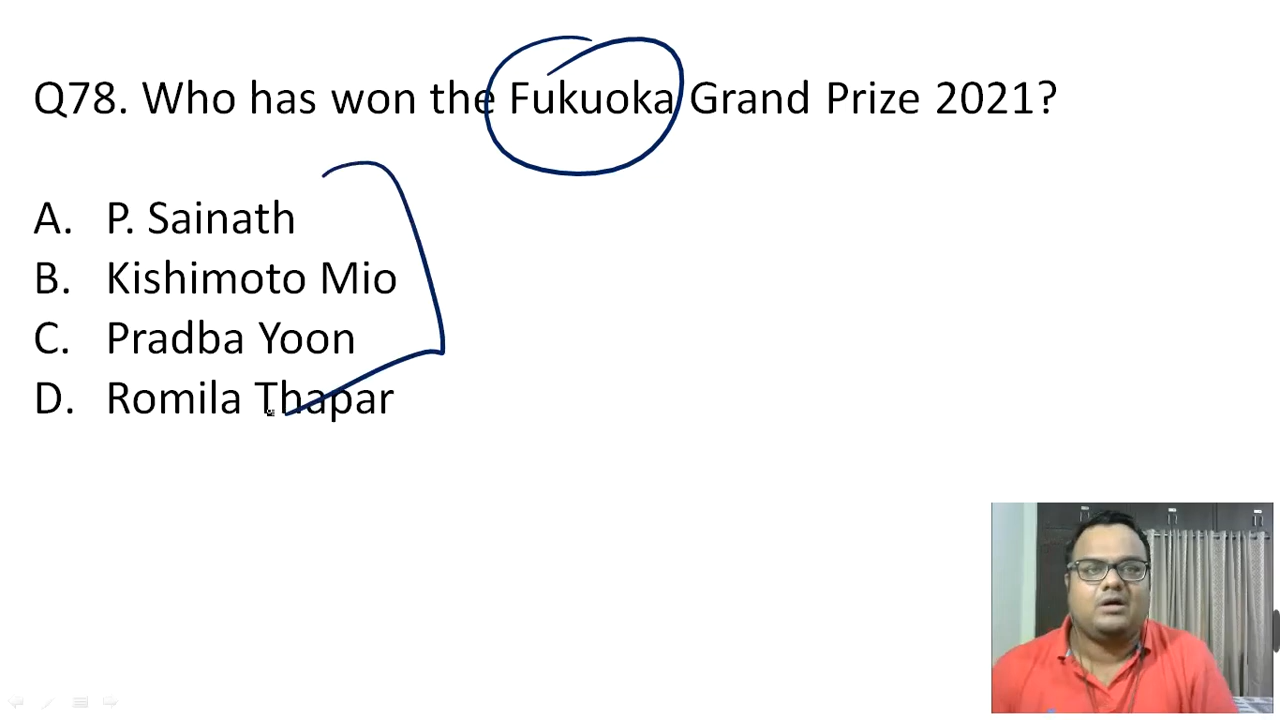 Q78. Who has won the Fukuoka Grand Prize 2021?
A. P. Sainath
B. Kishimoto Mio
C. Pradba Yoon
D. Romila Thapar